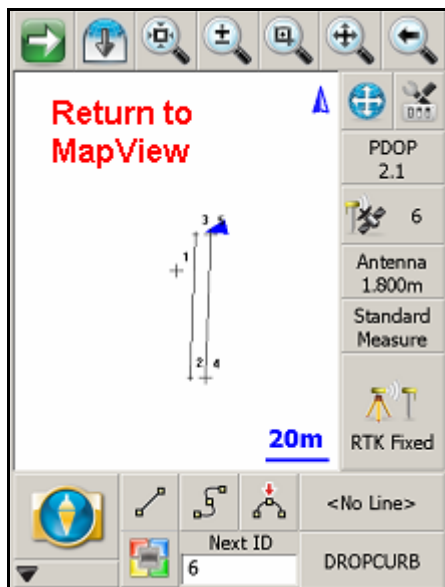 Return to
MapView
PDOP
2.1
6
Antenna
1.800m
Standard
Measure
RTK Fixed
3 5
1
2 4
20m
<No Line>
Next ID
6
DROPCURB